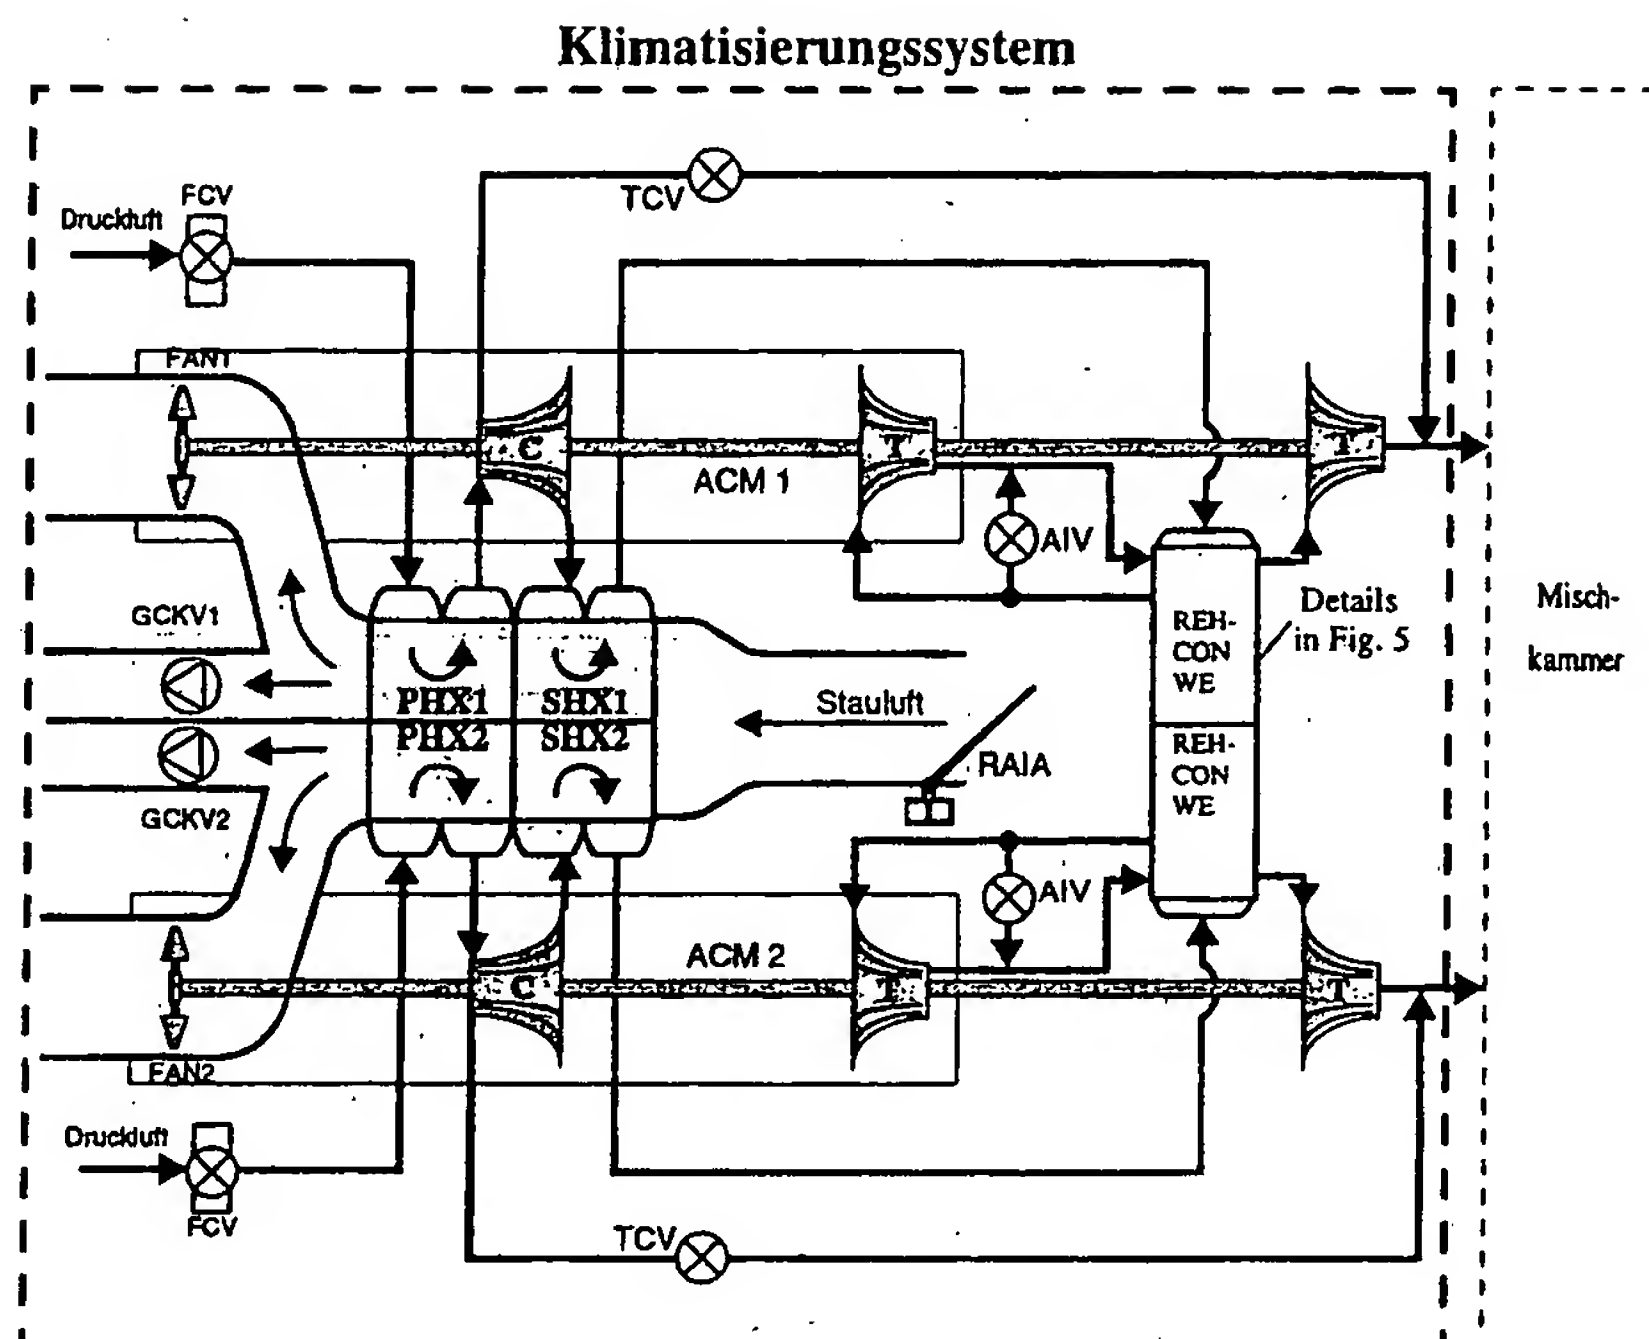 Klimatisierungssystem
TCV
FCV
Druckluft
FAN1
C
T
T
ACM 1
AIV
GCKV1
REH-
CON
WE
Details
in Fig. 5
Misch-
kammer
PHX1
SHX1
Stauluft
PHX2
SHX2
RAIA
REH-
CON
WE
GCKV2
AIV
ACM 2
C
T
T
FAN2
Druckluft
FCV
TCV